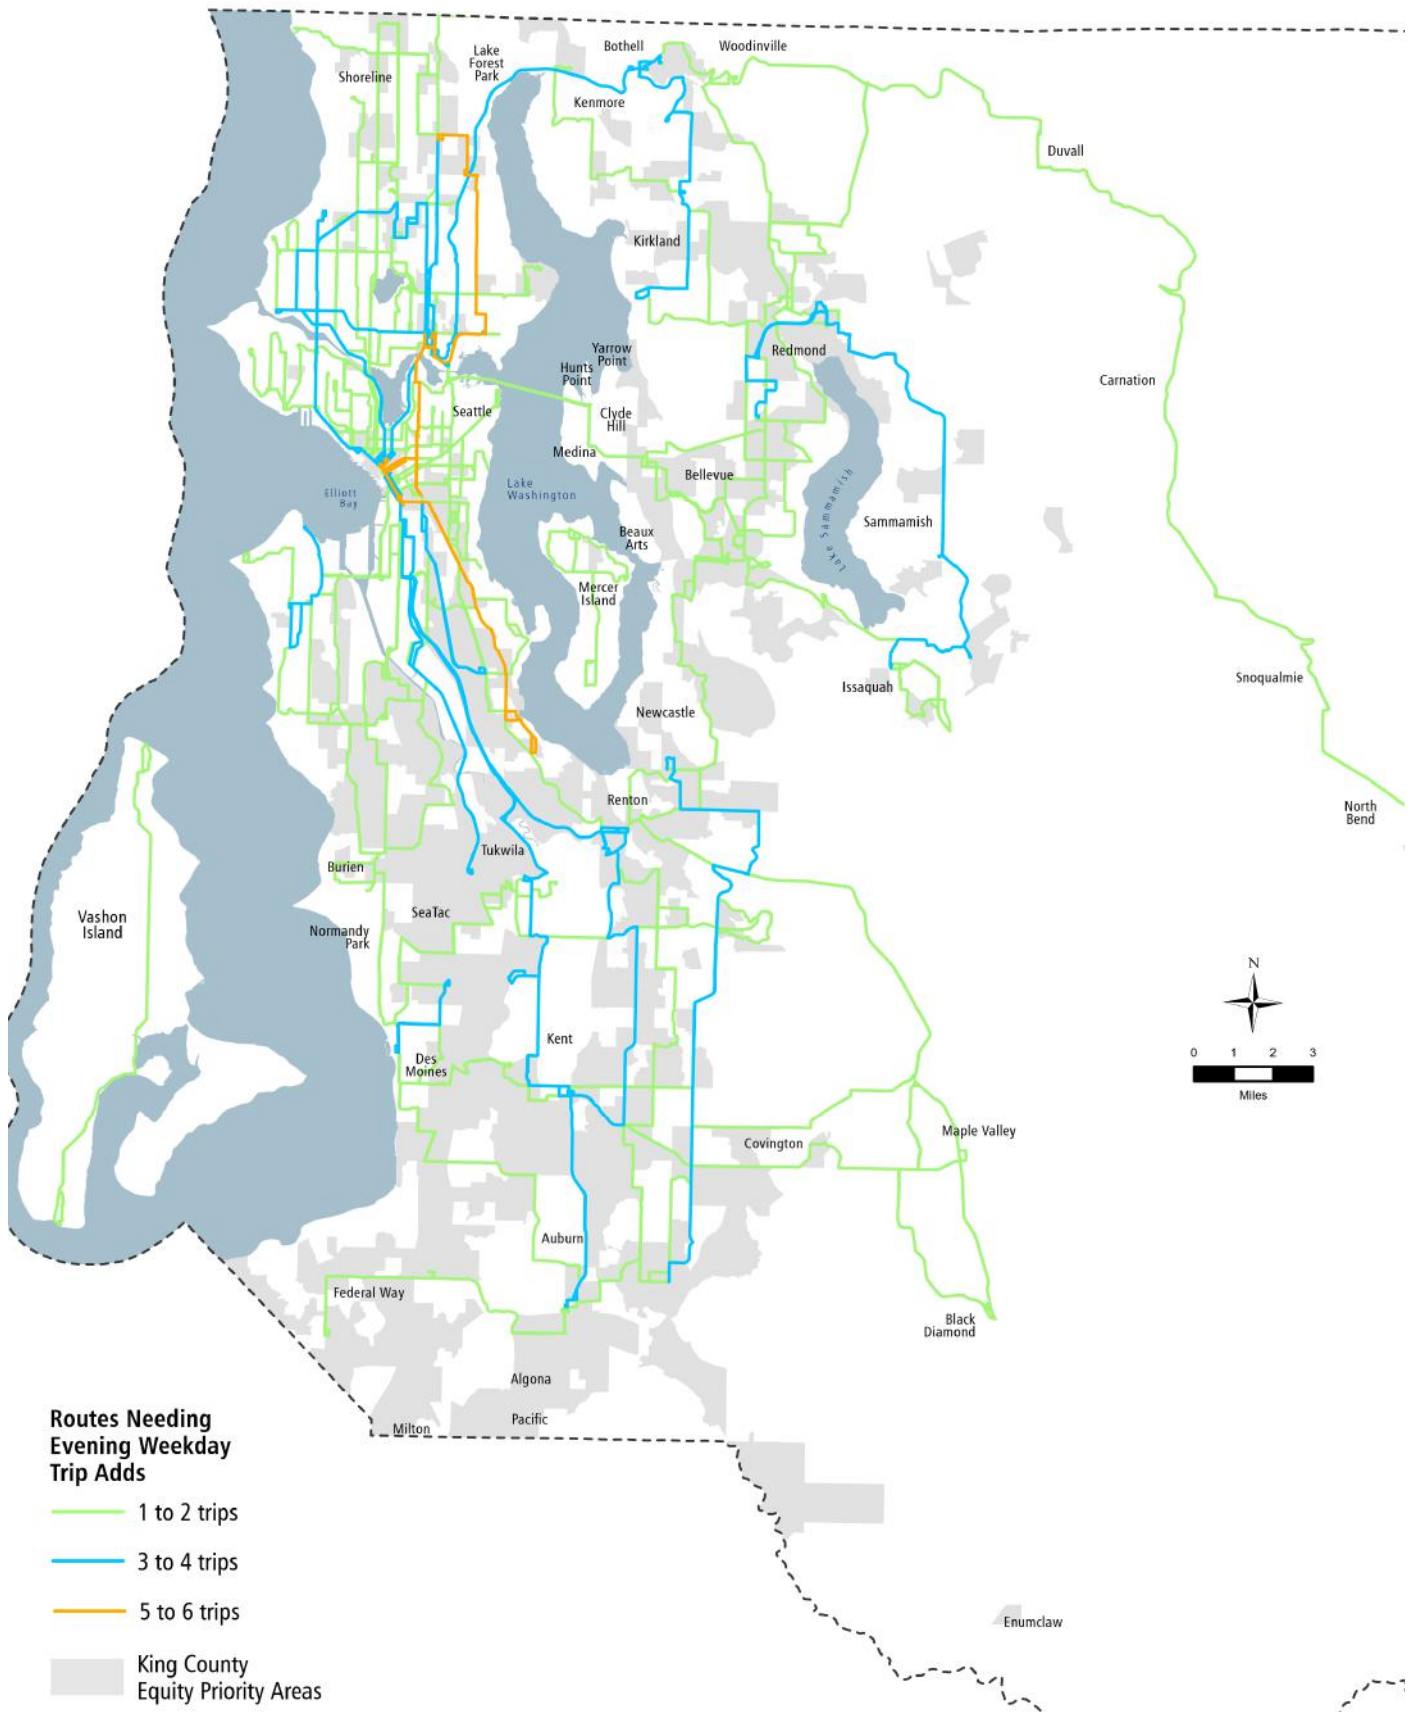 Bothell
Woodinville
Lake
Forest
Park
Shoreline
Kenmore
Duvall
Kirkland
Yarrow
Point
Redmond
Hunts
Point
Carnation
Seattle
Clyde
Hill
Medina
Bellevue
Lake
Washington
Elliott
Bay
Lake Sammamish
Sammamish
Beaux
Arts
Mercer
Island
Snoqualmie
Issaquah
Newcastle
Renton
North
Bend
Tukwila
Burien
Vashon
Island
SeaTac
Normandy
Park
N
Kent
0 1 2 3
Miles
Des
Moines
Maple Valley
Covington
Auburn
Federal Way
Black
Diamond
Algona
Pacific
Milton
Routes Needing
Evening Weekday
Trip Adds
1 to 2 trips
3 to 4 trips
5 to 6 trips
King County
Equity Priority Areas
Enumclaw